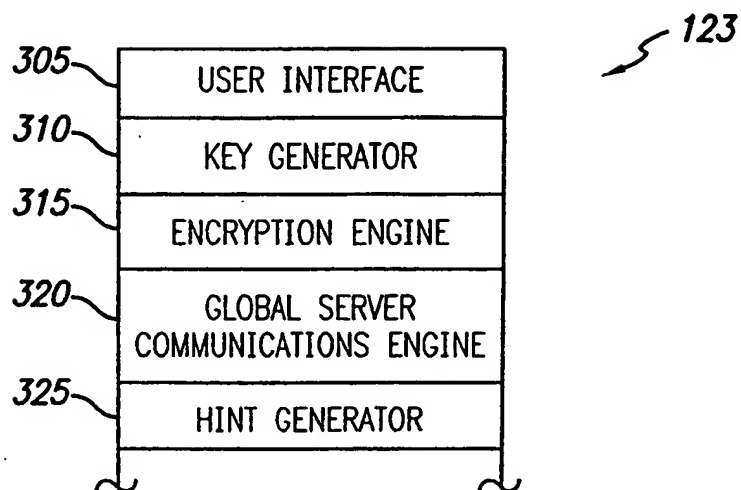 123
305 USER INTERFACE
310 KEY GENERATOR
315 ENCRYPTION ENGINE
320 GLOBAL SERVER
COMMUNICATIONS ENGINE
325 HINT GENERATOR